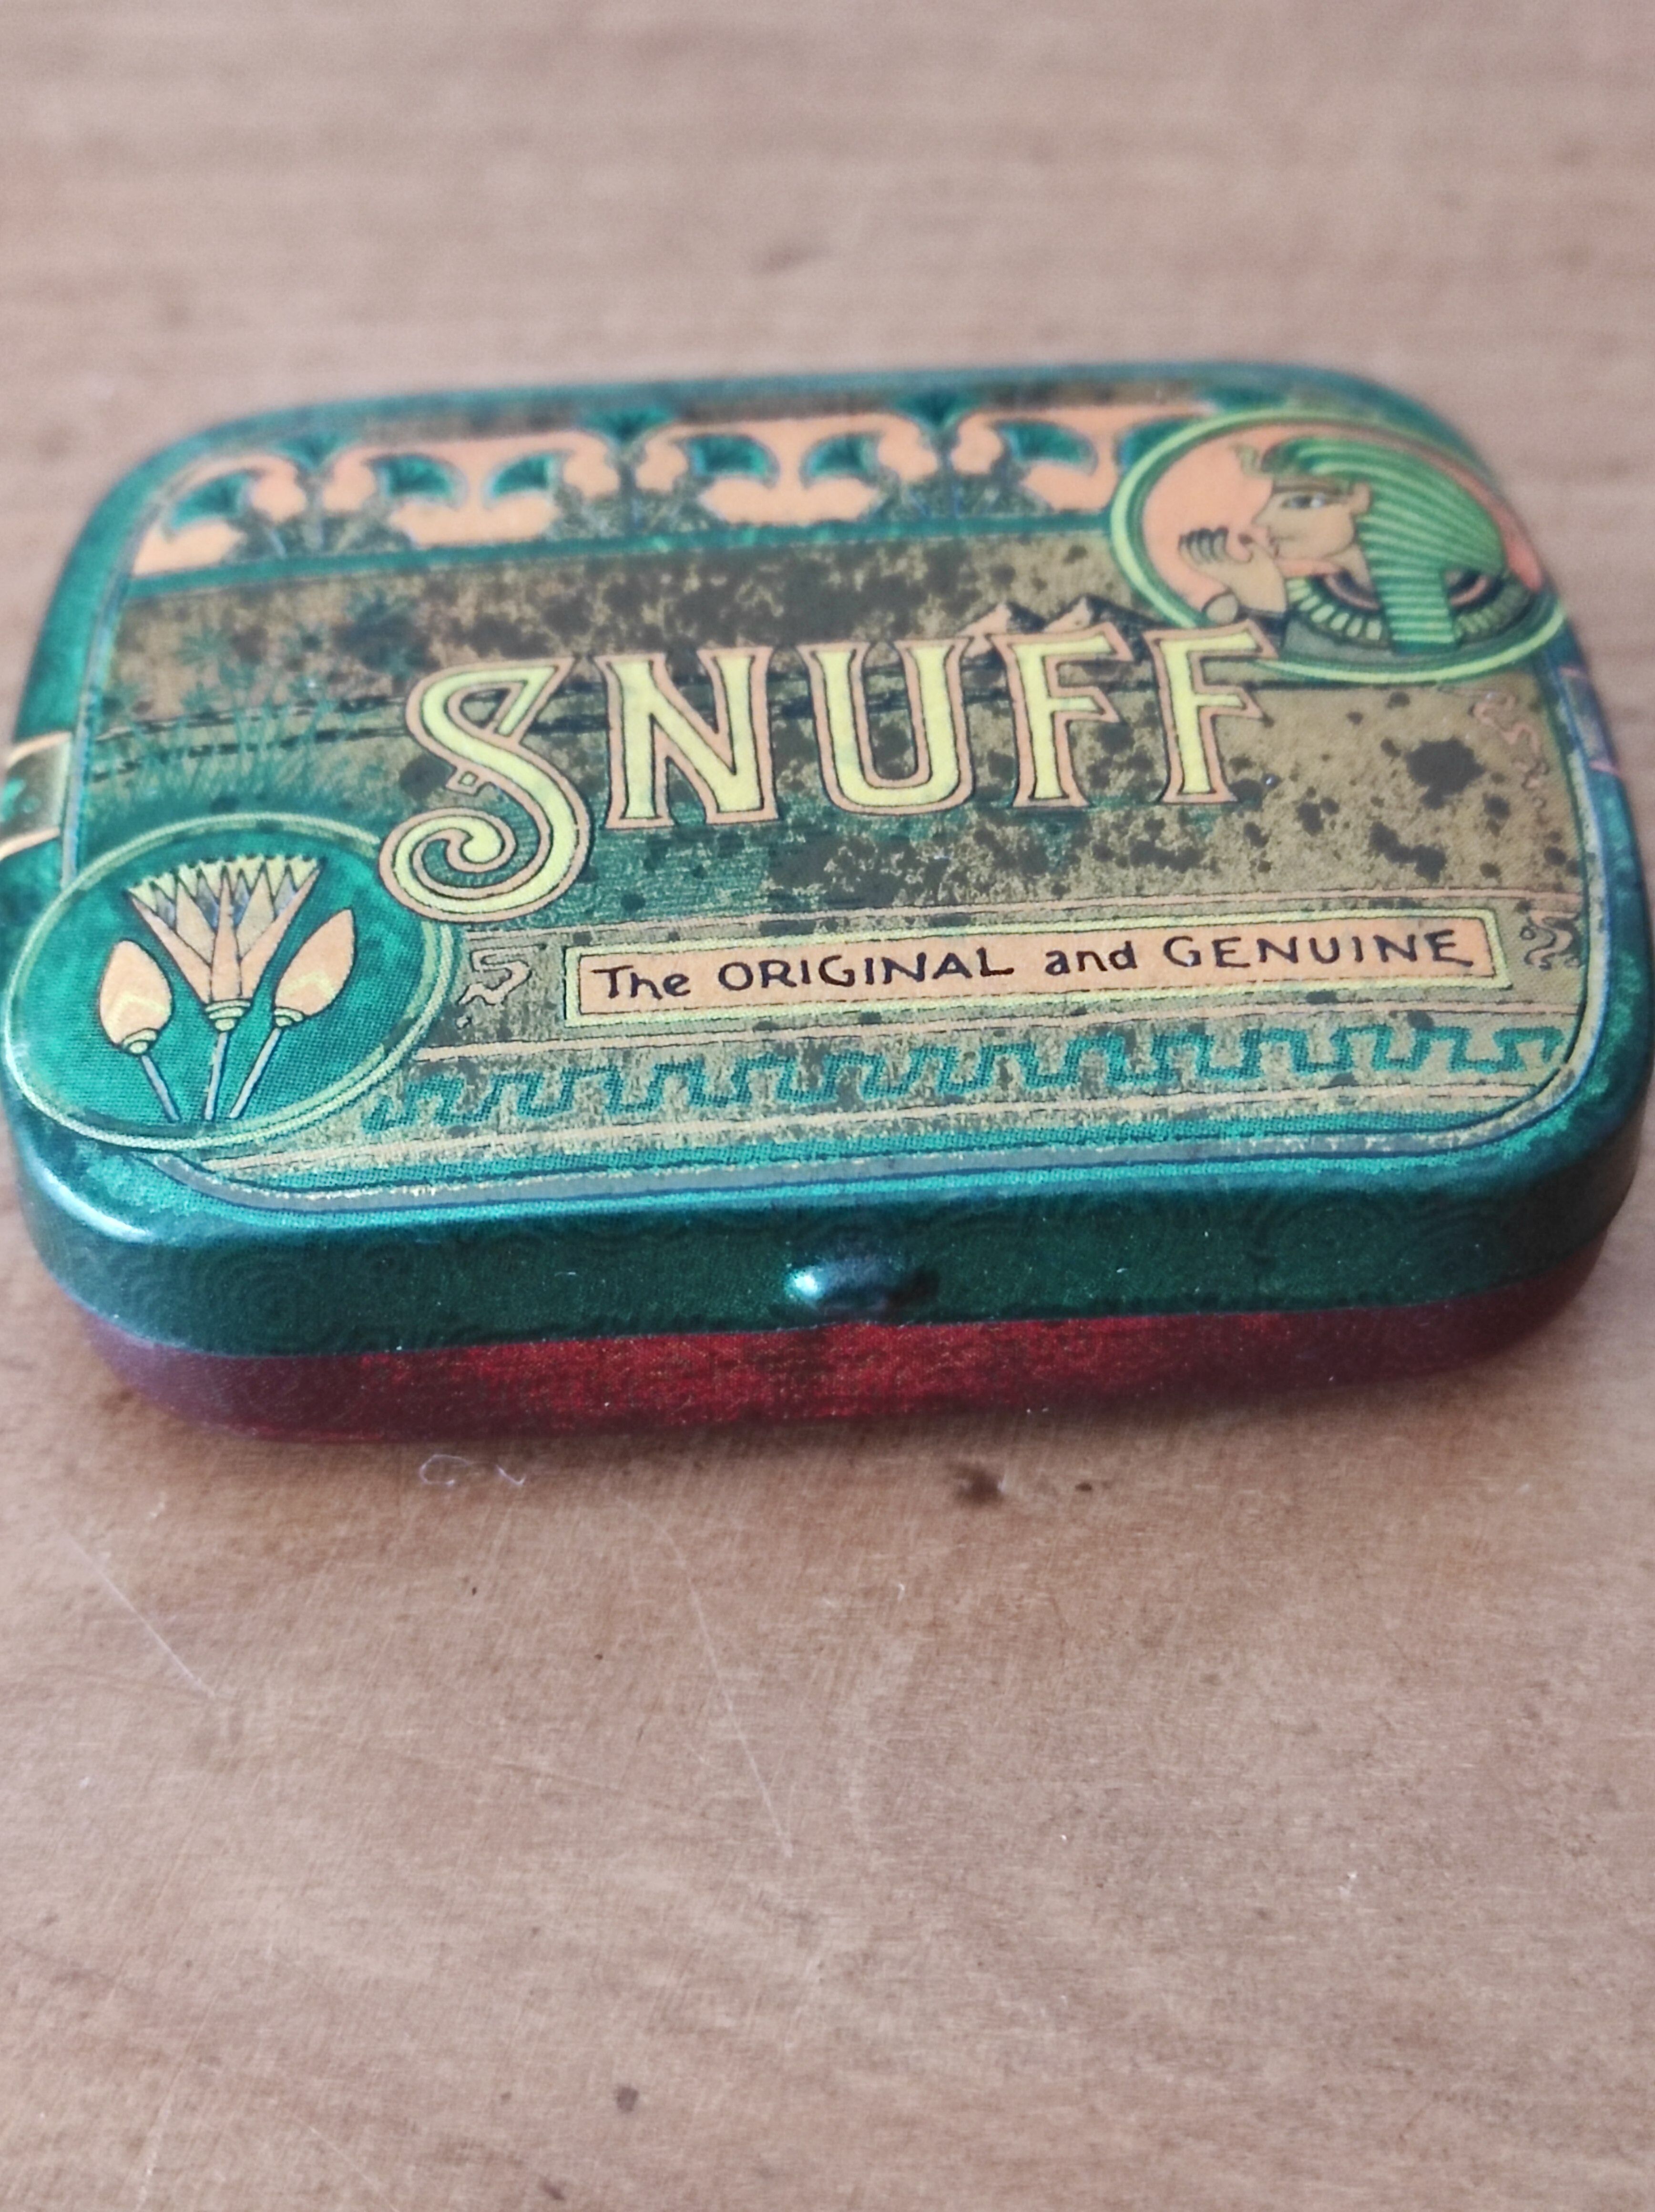 SNUFF
The ORIGINAL and GENUINE